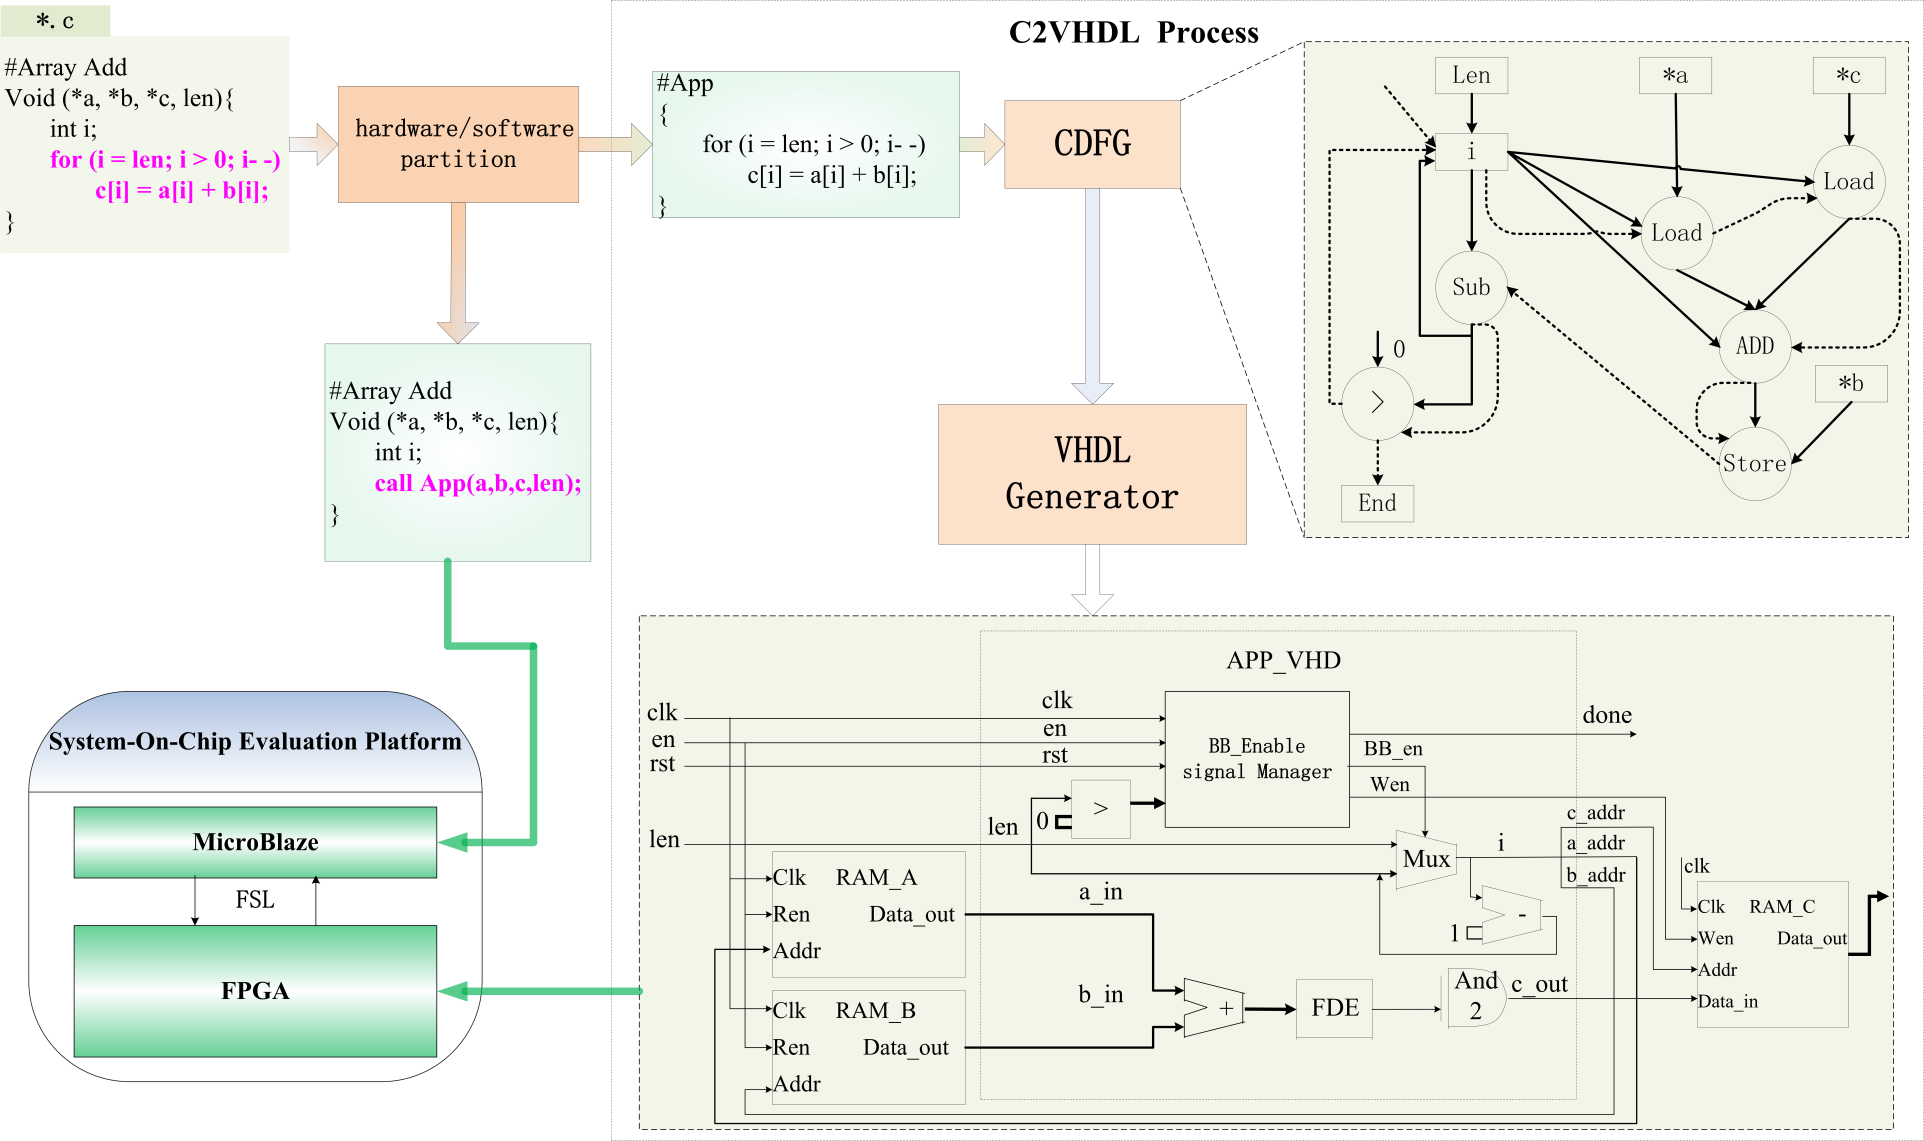 *.c
#Array Add
Void (*a, *b, *c, len){
int i;
for (i = len; i > 0; i- -)
c[i] = a[i] + b[i];
}
hardware/software
partition
#Array Add
Void (*a, *b, *c, len){
int i;
call App(a,b,c,len);
}
C2VHDL Process
#App
{
for (i = len; i > 0; i- -)
c[i] = a[i] + b[i];
}
CDFG
VHDL
Generator
Len
*a
*c
i
Load
Load
Sub
ADD
0
>
*b
Store
End
System-On-Chip Evaluation Platform
MicroBlaze
FSL
FPGA
APP_VHD
clk
en
rst
len
clk
en
rst
BB_Enable
signal Manager
done
BB_en
Wen
>
0
len
Mux
i
c_addr
a_addr
b_addr
-
1
Clk RAM_A
Ren Data_out
Addr
a_in
Clk RAM_B
Ren Data_out
Addr
b_in
+
FDE
And
2
c_out
clk
Clk RAM_C
Wen Data_out
Addr
Data_in